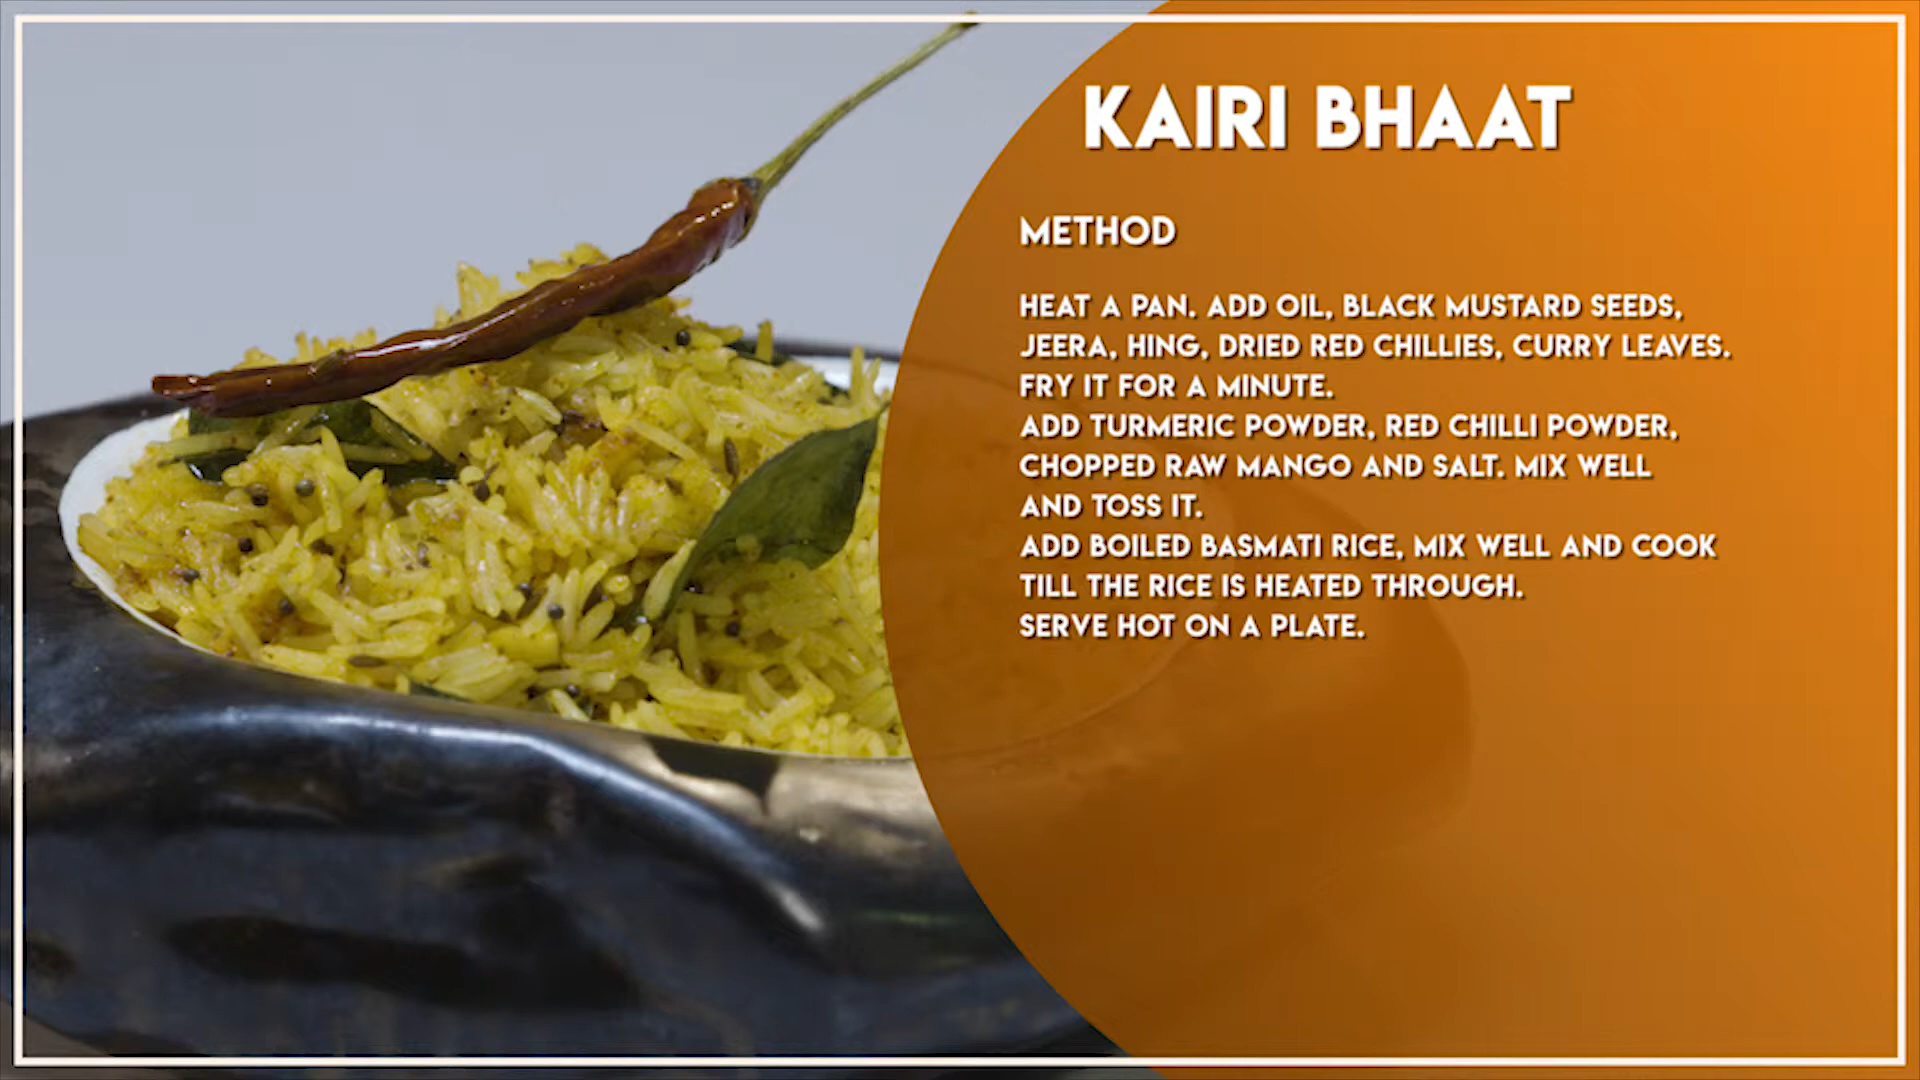 KAIRI BHAAT
METHOD
HEAT A PAN. ADD OIL, BLACK MUSTARD SEEDS,
JEERA, HING, DRIED RED CHILLIES, CURRY LEAVES.
FRY IT FOR A MINUTE.
ADD TURMERIC POWDER, RED CHILLI POWDER,
CHOPPED RAW MANGO AND SALT. MIX WELL
AND TOSS IT.
ADD BOILED BASMATI RICE, MIX WELL AND COOK
TILL THE RICE IS HEATED THROUGH.
SERVE HOT ON A PLATE.